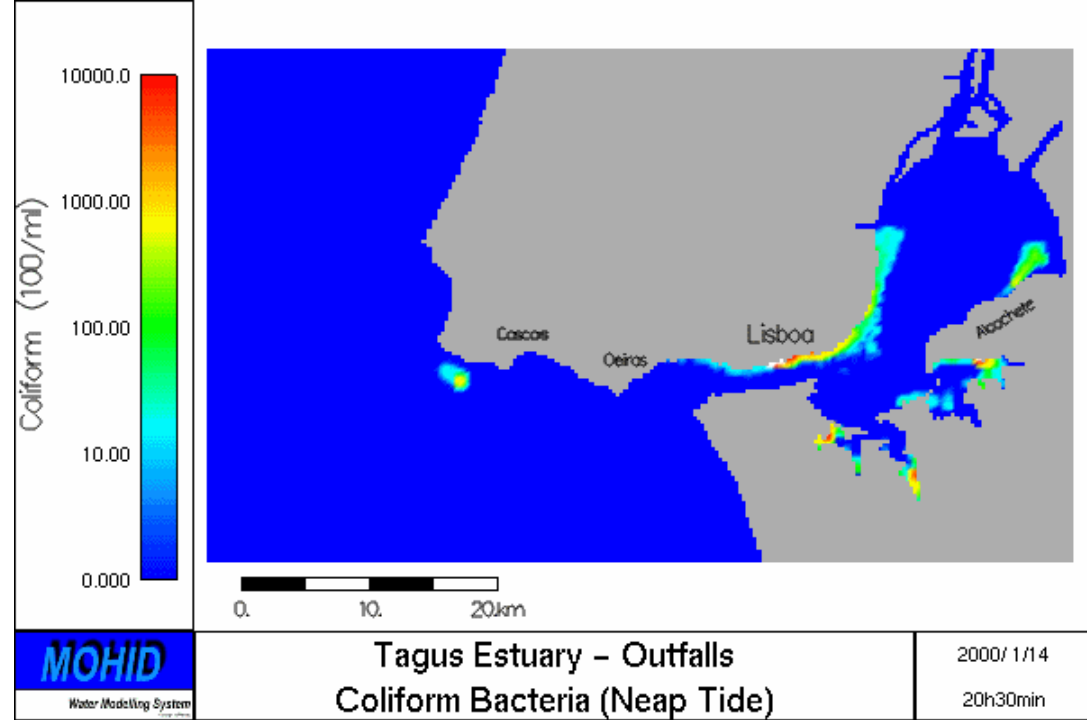 10000.0
1000.00
100.00
10.00
0.000
Coliform (100/ml)
Cascais
Oeiras
Lisboa
Alcochete
0. 10. 20.km
MOHID
Water Modelling System
Tagus Estuary – Outfalls
Coliform Bacteria (Neap Tide)
2000/ 1/14
20h30min